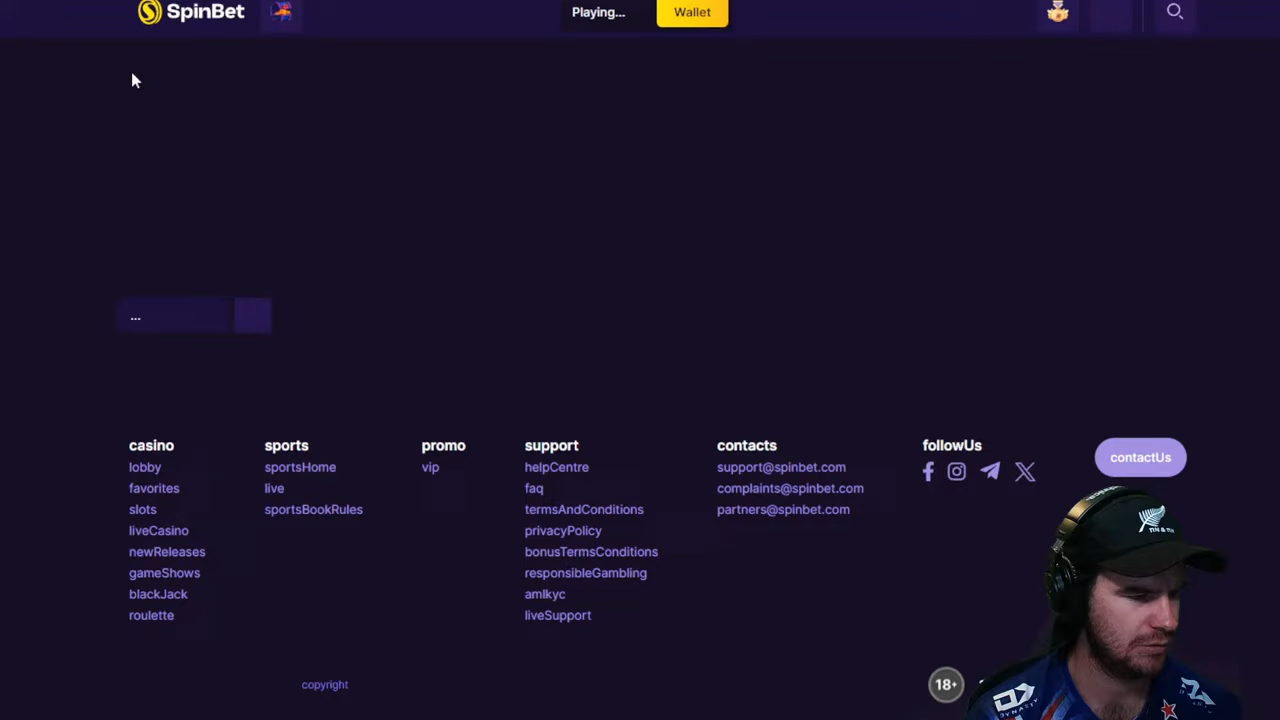 SpinBet
Playing...
Wallet
...
casino
lobby
favorites
slots
liveCasino
newReleases
gameShows
blackJack
roulette
sports
sportsHome
live
sportsBookRules
promo
vip
support
helpCentre
faq
termsAndConditions
privacyPolicy
bonusTermsConditions
responsibleGambling
amlkyc
liveSupport
contacts
support@spinbet.com
complaints@spinbet.com
partners@spinbet.com
followUs
contactUs
copyright
18+
DYNASTY